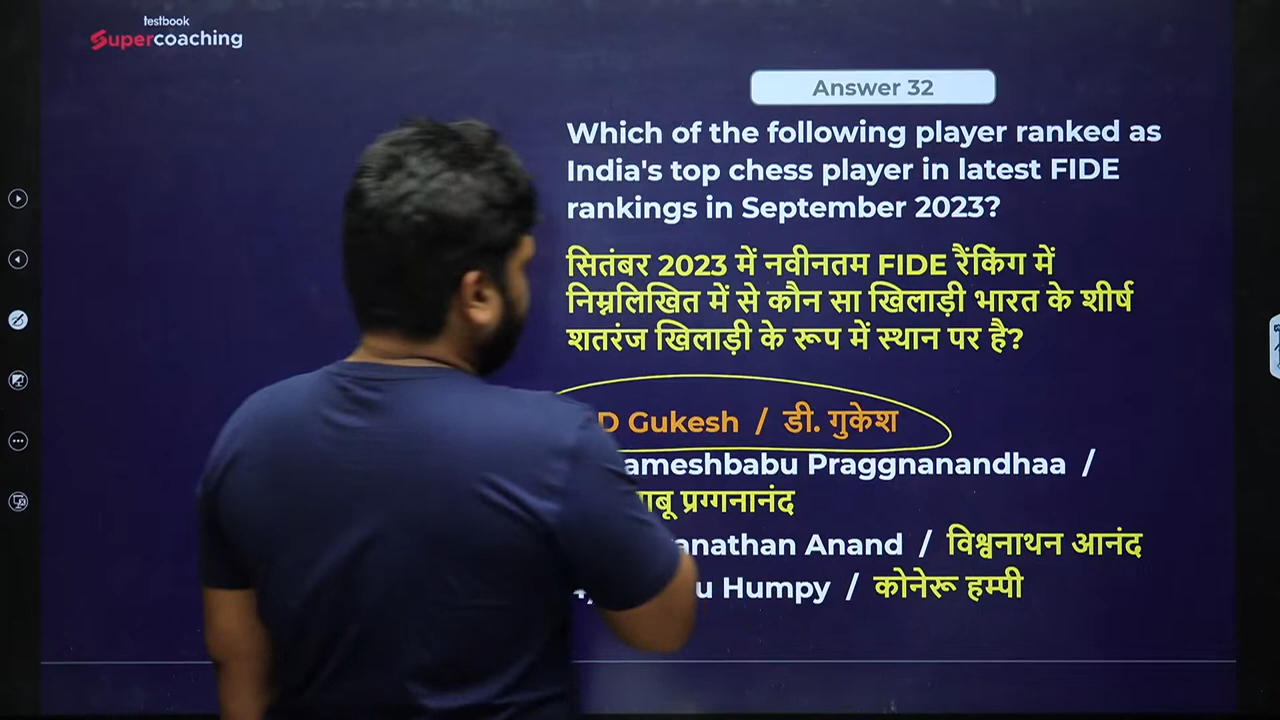 testbook
Supercoaching
Answer 32
Which of the following player ranked as
India's top chess player in latest FIDE
rankings in September 2023?
सितंबर 2023 में नवीनतम FIDE रैंकिंग में
निम्नलिखित में से कौन सा खिलाड़ी भारत के शीर्ष
शतरंज खिलाड़ी के रूप में स्थान पर है?
D Gukesh / डी. गुकेश
ameshbabu Praggnanandhaa /
बाबू प्रग्गनानंद
anathan Anand / विश्वनाथन आनंद
u Humpy / कोनेरू हम्पी